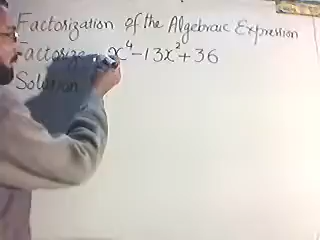 Factorization of the Algebraic Expression
Factorize x⁴-13x²+36
Solution